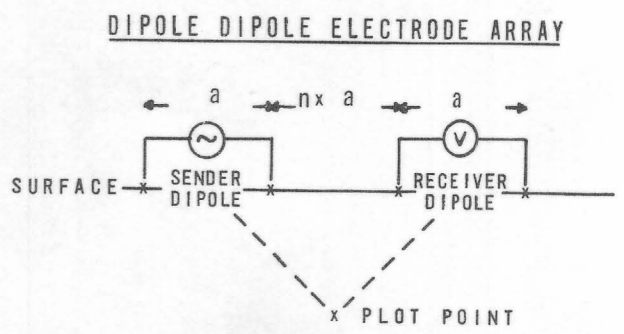 DIPOLE DIPOLE ELECTRODE ARRAY
a n x a a
~ V
SURFACE x SENDER x x RECEIVER x
DIPOLE DIPOLE
x PLOT POINT